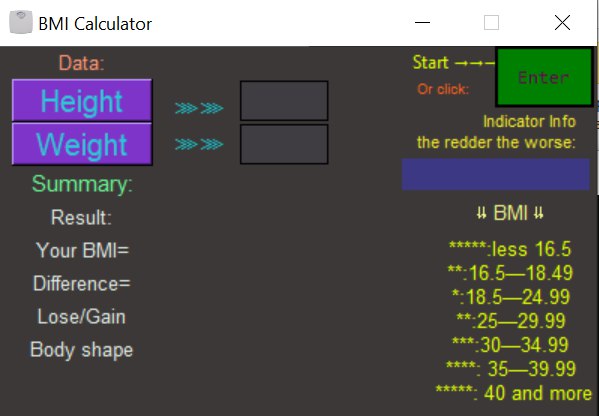 BMI Calculator
Data:
Start →→→
Enter
Or click:
Height ⋙⋙
Weight ⋙⋙
Indicator Info
the redder the worse:
Summary:
Result:
Your BMI=
Difference=
Lose/Gain
Body shape
⇊ BMI ⇊
*****:less 16.5
**:16.5—18.49
*:18.5—24.99
**:25—29.99
***:30—34.99
****: 35—39.99
*****: 40 and more